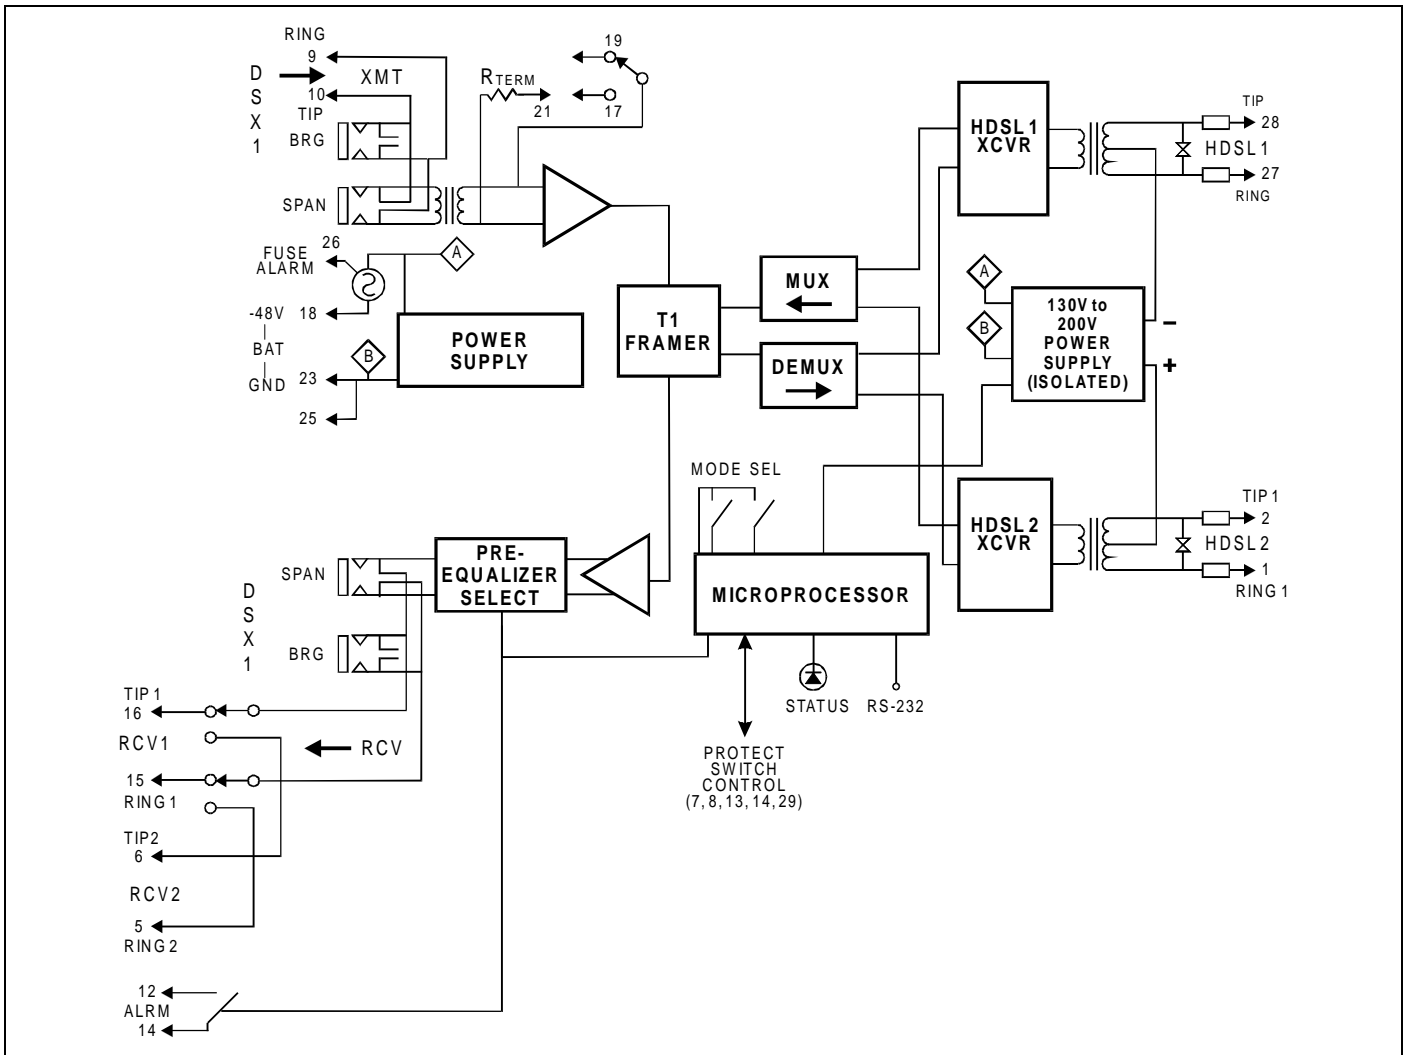 RING
9
DSX1
XMT
10
TIP
BRG
SPAN
RTERM
21
19
17
26
FUSE
ALARM
A
-48V 18
BAT
GND
23
25
B
POWER
SUPPLY
T1
FRAMER
MUX
DEMUX
HDSL1
XCVR
TIP
28
HDSL1
27
RING
A
B
130V to
200V
POWER
SUPPLY
(ISOLATED)
−
+
MODE SEL
MICROPROCESSOR
HDSL2
XCVR
TIP 1
2
HDSL2
1
RING 1
STATUS
RS-232
PROTECT
SWITCH
CONTROL
(7,8,13,14,29)
PRE-
EQUALIZER
SELECT
SPAN
DSX1
BRG
TIP1
16
RCV1
RCV
15
RING1
TIP2
6
RCV2
5
RING2
12
ALRM
14